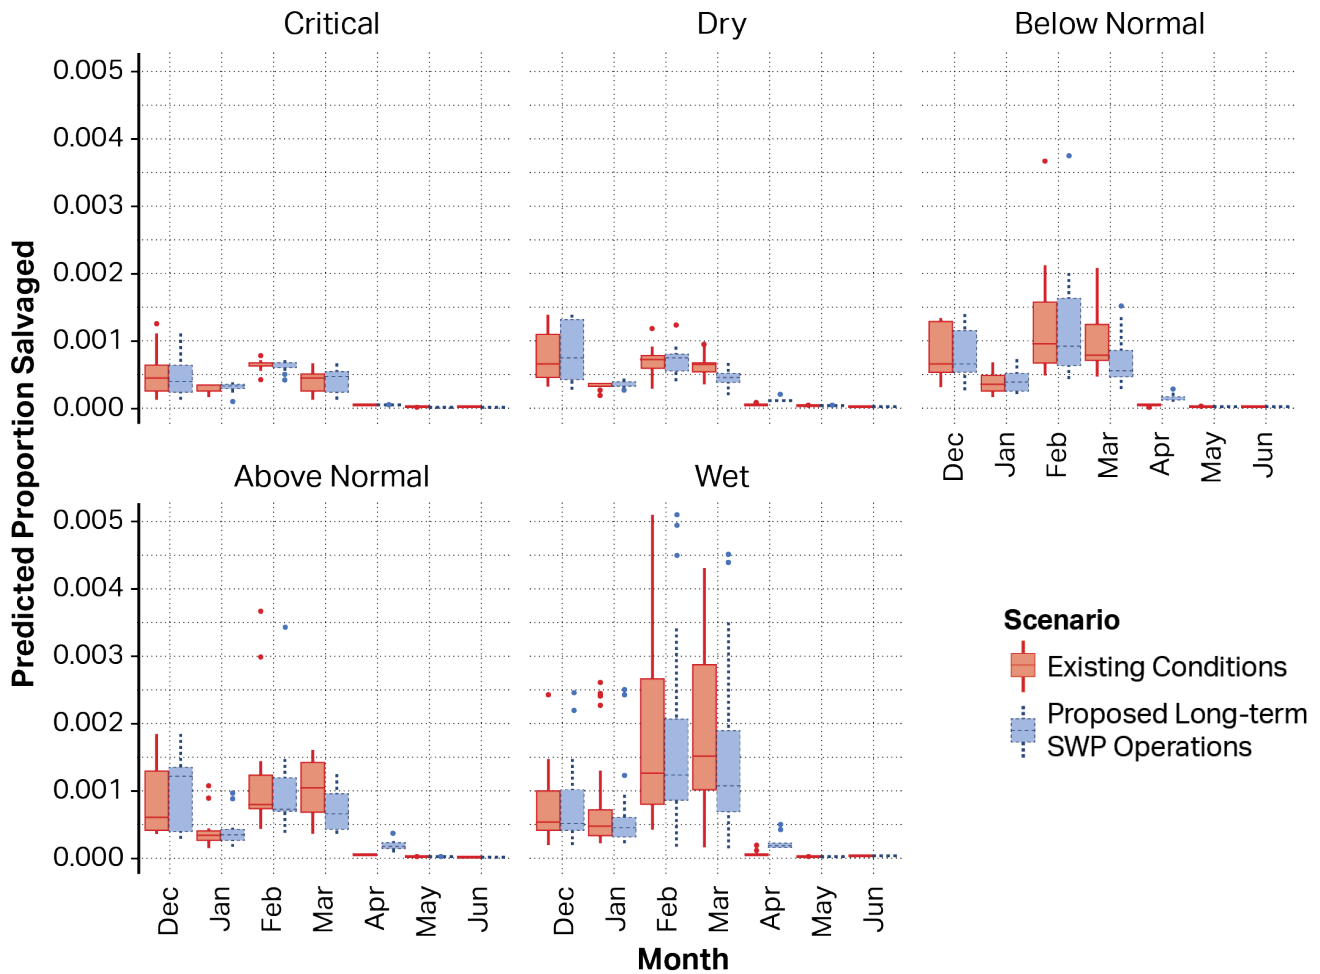 Critical
Dry
Below Normal
0.005
0.004
0.003
0.002
0.001
0.000
Dec
Jan
Feb
Mar
Apr
May
Jun
Above Normal
Wet
0.005
0.004
0.003
0.002
0.001
0.000
Dec
Jan
Feb
Mar
Apr
May
Jun
Dec
Jan
Feb
Mar
Apr
May
Jun
Predicted Proportion Salvaged
Month
Scenario
Existing Conditions
Proposed Long-term
SWP Operations